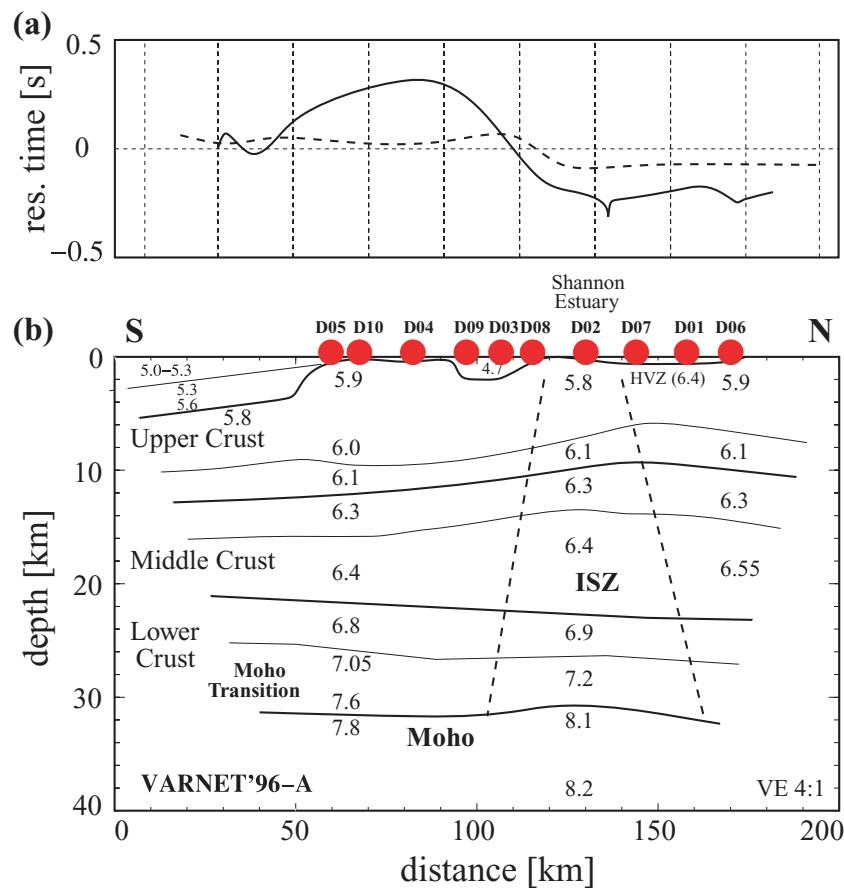 (a)
0.5
0
−0.5
res. time [s]
Shannon
Estuary
(b)
S
N
D05 D10 D04 D09 D03 D08 D02 D07 D01 D06
0
10
20
30
40
depth [km]
5.0−5.3
5.3
5.6
5.8
5.9
4.7
5.8
HVZ (6.4)
5.9
Upper Crust
6.0
6.1
6.1
6.1
6.3
6.3
6.3
Middle Crust
6.4
6.4
6.55
ISZ
Lower
Crust
6.8
6.9
7.05
7.2
Moho
Transition
7.6
7.8
Moho
8.1
VARNET'96−A
8.2
VE 4:1
0 50 100 150 200
distance [km]